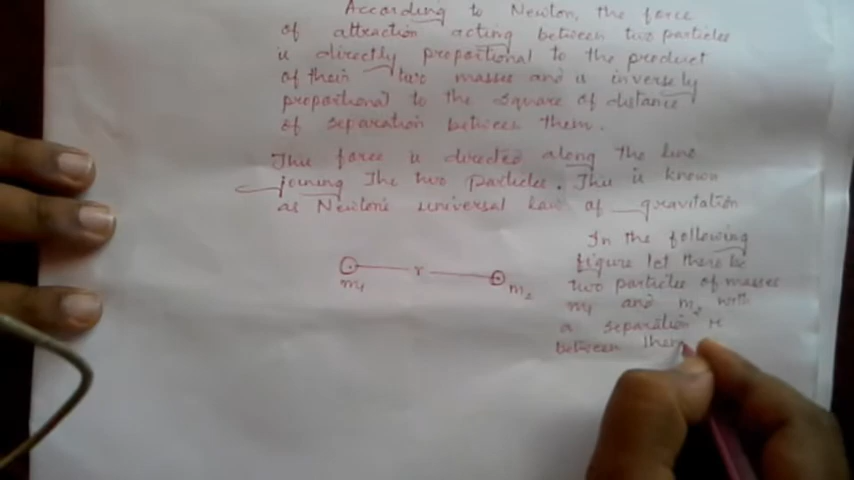 According to Newton, the force
of attraction acting between two particles
is directly proportional to the product
of their two masses and is inversely
proportional to the square of distance
of separation between them.
This force is directed along the line
joining The two particles. This is known
as Newton's universal law of gravitation
In the following
figure let there be
two particles of masses
m1 and m2 with
a separation r
between them
r
m1
m2